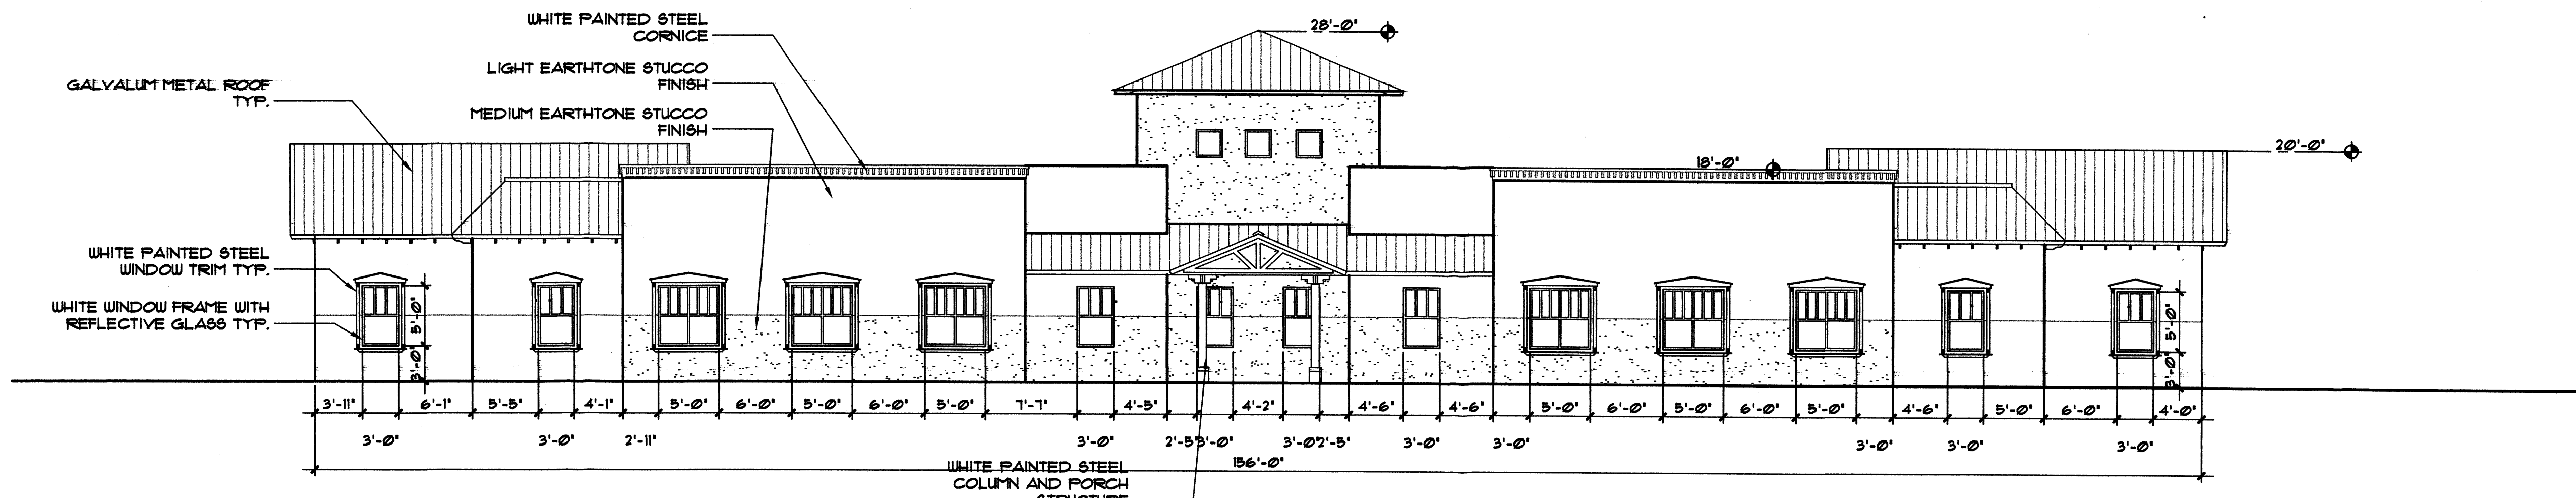 WHITE PAINTED STEEL
CORNICE
28'-0"
LIGHT EARTHTONE STUCCO
FINISH
GALVALUM METAL ROOF
TYP.
MEDIUM EARTHTONE STUCCO
FINISH
20'-0"
18'-0"
WHITE PAINTED STEEL
WINDOW TRIM TYP.
WHITE WINDOW FRAME WITH
REFLECTIVE GLASS TYP.
5'-0"
3'-0"
5'-0"
3'-0"
3'-11" 6'-1" 5'-5" 4'-1" 5'-0" 6'-0" 5'-0" 6'-0" 5'-0" 7'-7" 4'-5" 4'-2" 4'-6" 4'-6" 5'-0" 6'-0" 5'-0" 6'-0" 5'-0" 4'-6" 5'-0" 6'-0" 4'-0"
3'-0" 3'-0" 2'-11" 3'-0" 2'-5" 3'-0" 3'-0" 2'-5" 3'-0" 3'-0" 3'-0" 3'-0" 3'-0"
156'-0"
WHITE PAINTED STEEL
COLUMN AND PORCH
STRUCTURE